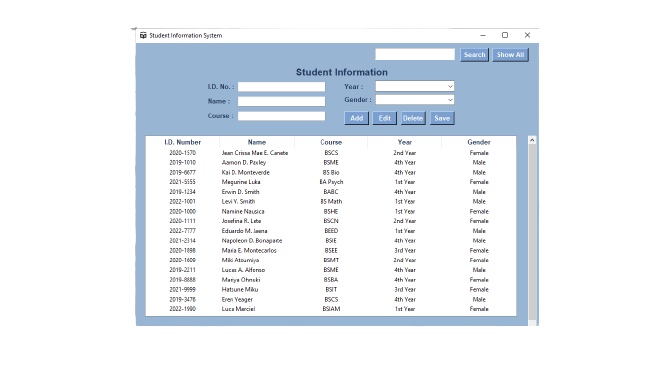 Student Information System
Search Show All
Student Information
I.D. No. : Year :
Name : Gender :
Course : Add Edit Delete Save
I.D. Number Name Course Year Gender
2020-1570 Jean Crissa Mae E. Canete BSCS 2nd Year Female
2019-1010 Aamon D. Paxley BSME 4th Year Male
2019-6677 Kai D. Monteverde BS Bio 4th Year Male
2021-5555 Megurine Luka BA Psych 1st Year Female
2019-1234 Erwin D. Smith BABC 4th Year Male
2022-1001 Levi Y. Smith BS Math 1st Year Male
2020-1000 Namine Nausica BSHE 1st Year Female
2020-1111 Josefina R. Lete BSCN 2nd Year Female
2022-7777 Eduardo M. Jaena BEED 1st Year Male
2021-2314 Napoleon D. Bonaparte BSIE 4th Year Male
2020-1898 Maria E. Montecarlos BSEE 3rd Year Female
2020-1609 Miki Atsumiya BSMT 2nd Year Female
2019-2211 Lucas A. Alfonso BSME 4th Year Male
2019-8888 Manya Ohnski BSBA 4th Year Female
2021-9999 Hatsune Miku BSIT 3rd Year Female
2019-3476 Eren Yeager BSCS 4th Year Male
2022-1990 Luca Marciel BSIAM 1st Year Female